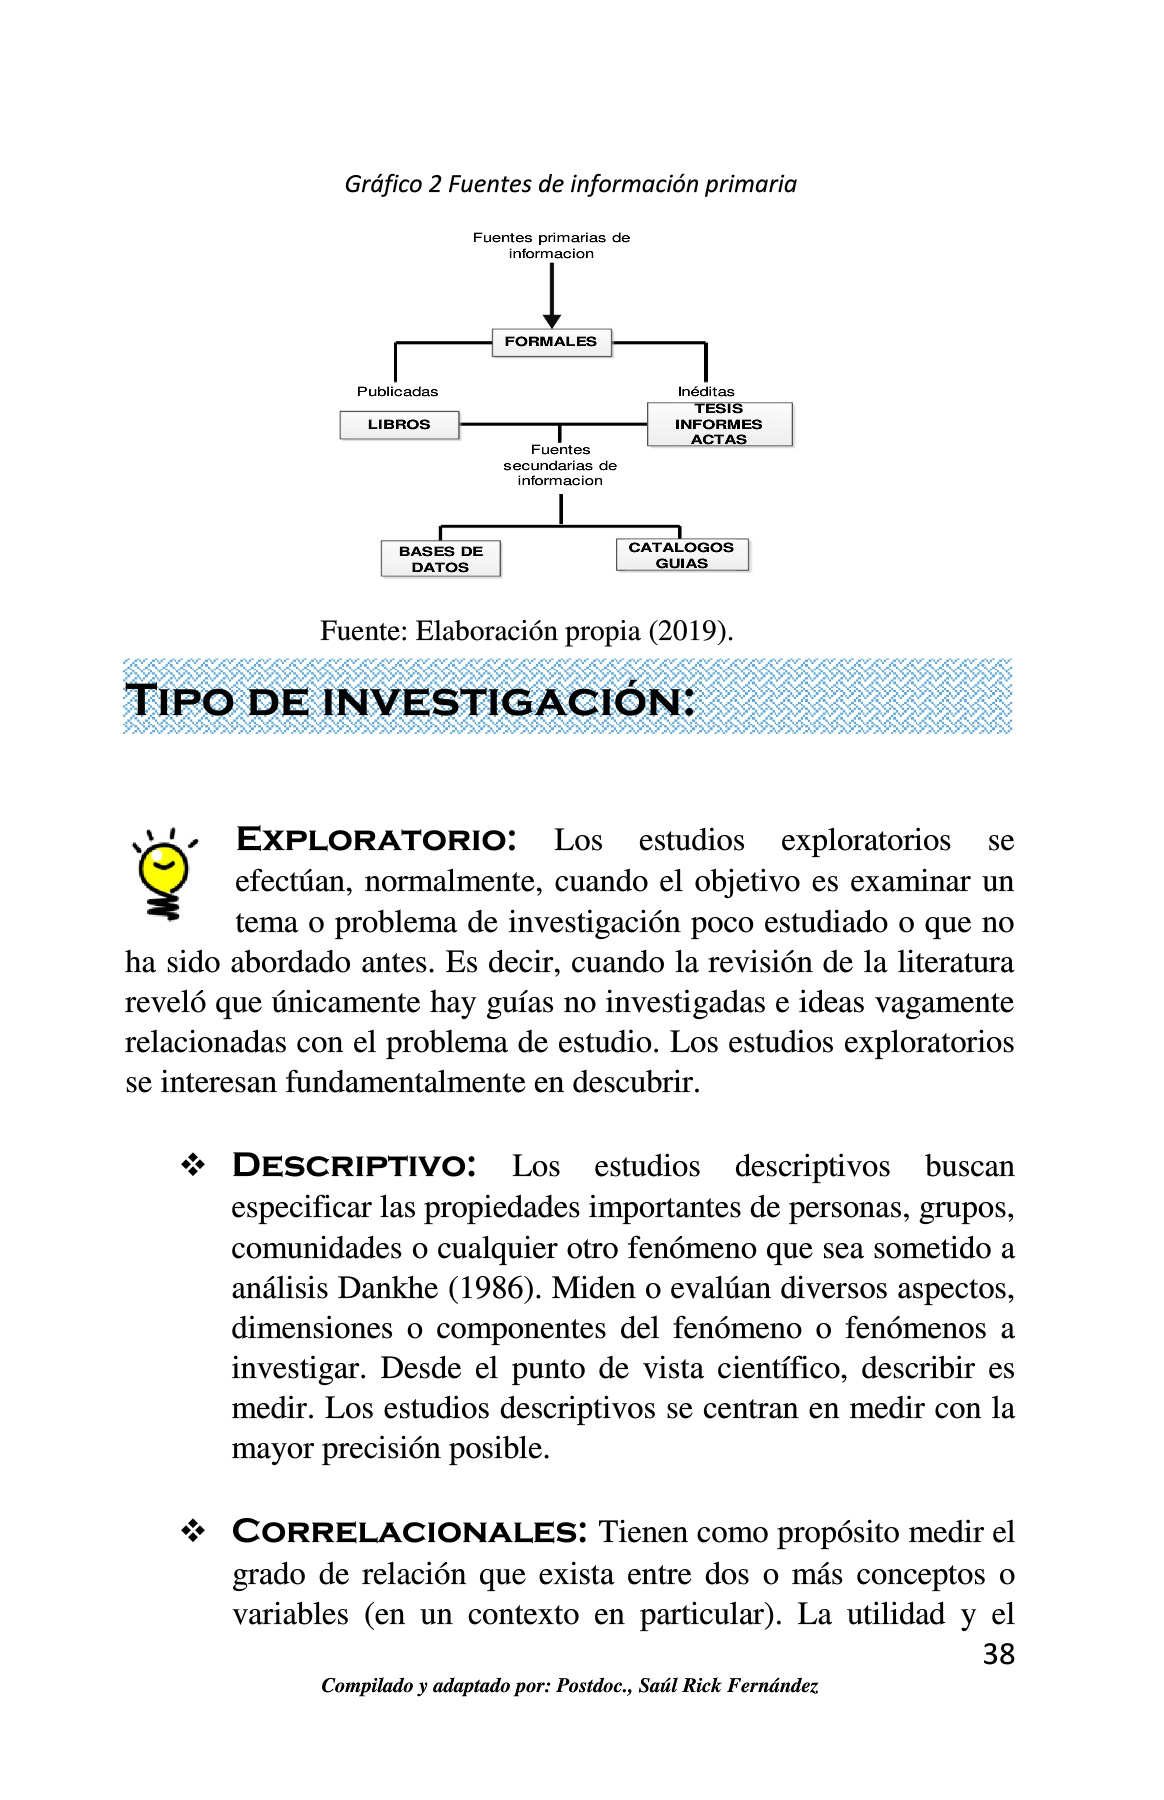 Gráfico 2 Fuentes de información primaria
Fuentes primarias de
informacion
FORMALES
Publicadas
Inéditas
LIBROS
TESIS
INFORMES
ACTAS
Fuentes
secundarias de
informacion
BASES DE
DATOS
CATALOGOS
GUIAS
Fuente: Elaboración propia (2019).
TIPO DE INVESTIGACIÓN:
EXPLORATORIO: Los estudios exploratorios se
efectúan, normalmente, cuando el objetivo es examinar un
tema o problema de investigación poco estudiado o que no
ha sido abordado antes. Es decir, cuando la revisión de la literatura
reveló que únicamente hay guías no investigadas e ideas vagamente
relacionadas con el problema de estudio. Los estudios exploratorios
se interesan fundamentalmente en descubrir.
❖ DESCRIPTIVO: Los estudios descriptivos buscan
especificar las propiedades importantes de personas, grupos,
comunidades o cualquier otro fenómeno que sea sometido a
análisis Dankhe (1986). Miden o evalúan diversos aspectos,
dimensiones o componentes del fenómeno o fenómenos a
investigar. Desde el punto de vista científico, describir es
medir. Los estudios descriptivos se centran en medir con la
mayor precisión posible.
❖ CORRELACIONALES: Tienen como propósito medir el
grado de relación que exista entre dos o más conceptos o
variables (en un contexto en particular). La utilidad y el
38
Compilado y adaptado por: Postdoc., Saúl Rick Fernández